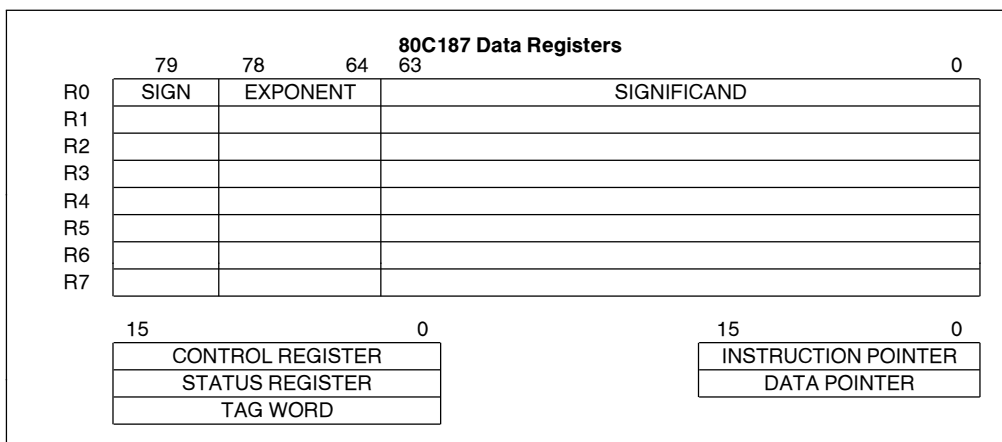 80C187 Data Registers
79 78 64 63 0
R0 SIGN EXPONENT SIGNIFICAND
R1
R2
R3
R4
R5
R6
R7
15 0 15 0
CONTROL REGISTER INSTRUCTION POINTER
STATUS REGISTER DATA POINTER
TAG WORD